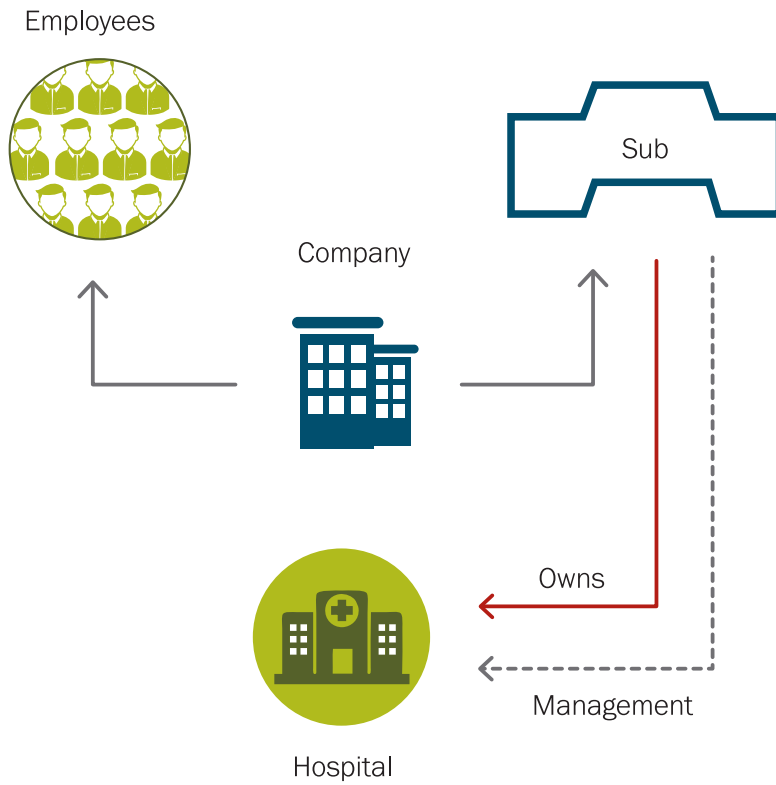 Employees
Sub
Company
Owns
Management
Hospital